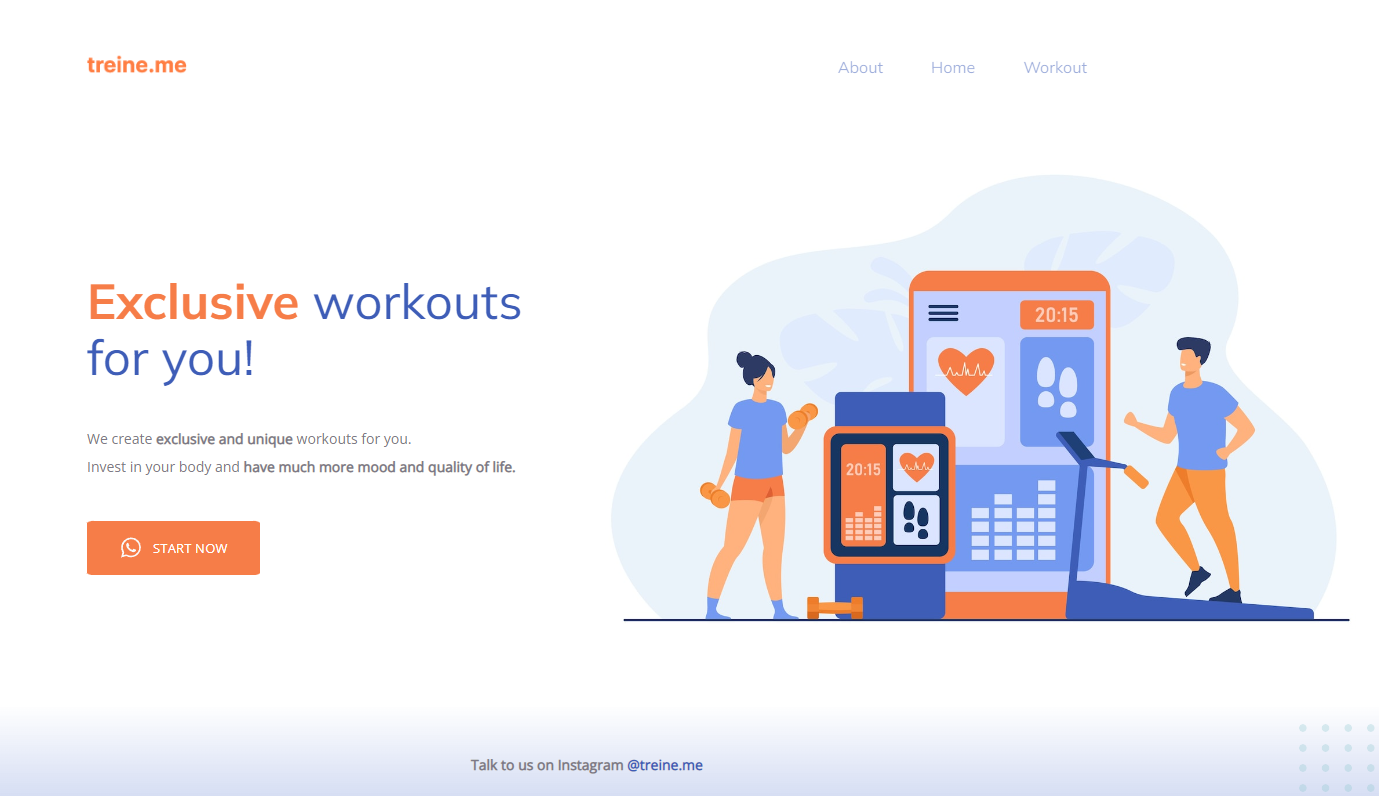 treine.me
About Home Workout
Exclusive workouts
for you!
20:15
20:15
We create exclusive and unique workouts for you.
Invest in your body and have much more mood and quality of life.
START NOW
Talk to us on Instagram @treine.me